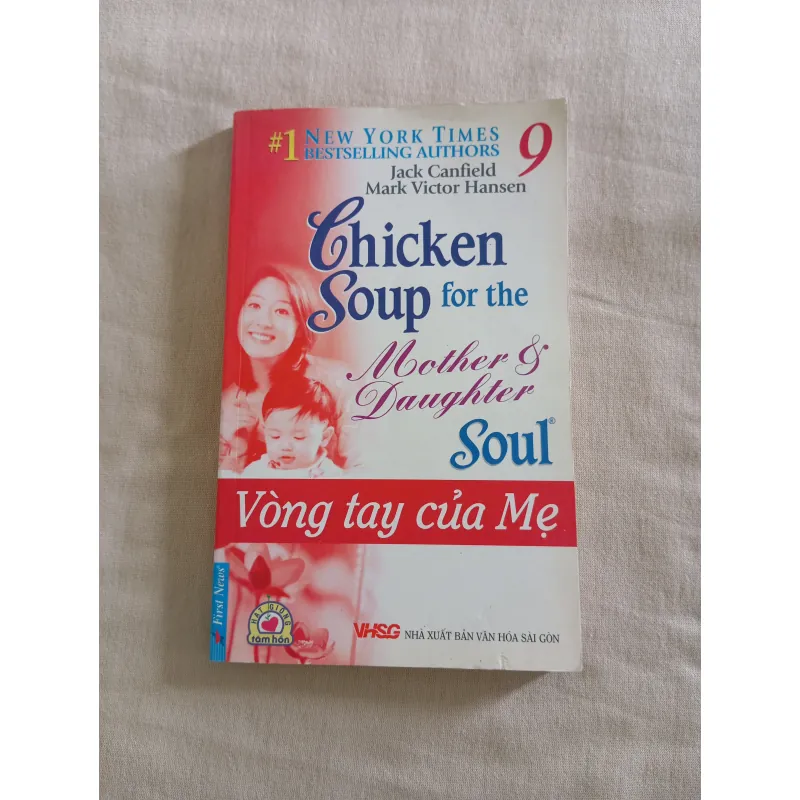 #1 NEW YORK TIMES
BESTSELLING AUTHORS
9
Jack Canfield
Mark Victor Hansen
Chicken
Soup for the
Mother &
Daughter
Soul®
Vòng tay của Mẹ
First News
HẠT GIỐNG
tâm hồn
VHSG NHÀ XUẤT BẢN VĂN HÓA SÀI GÒN